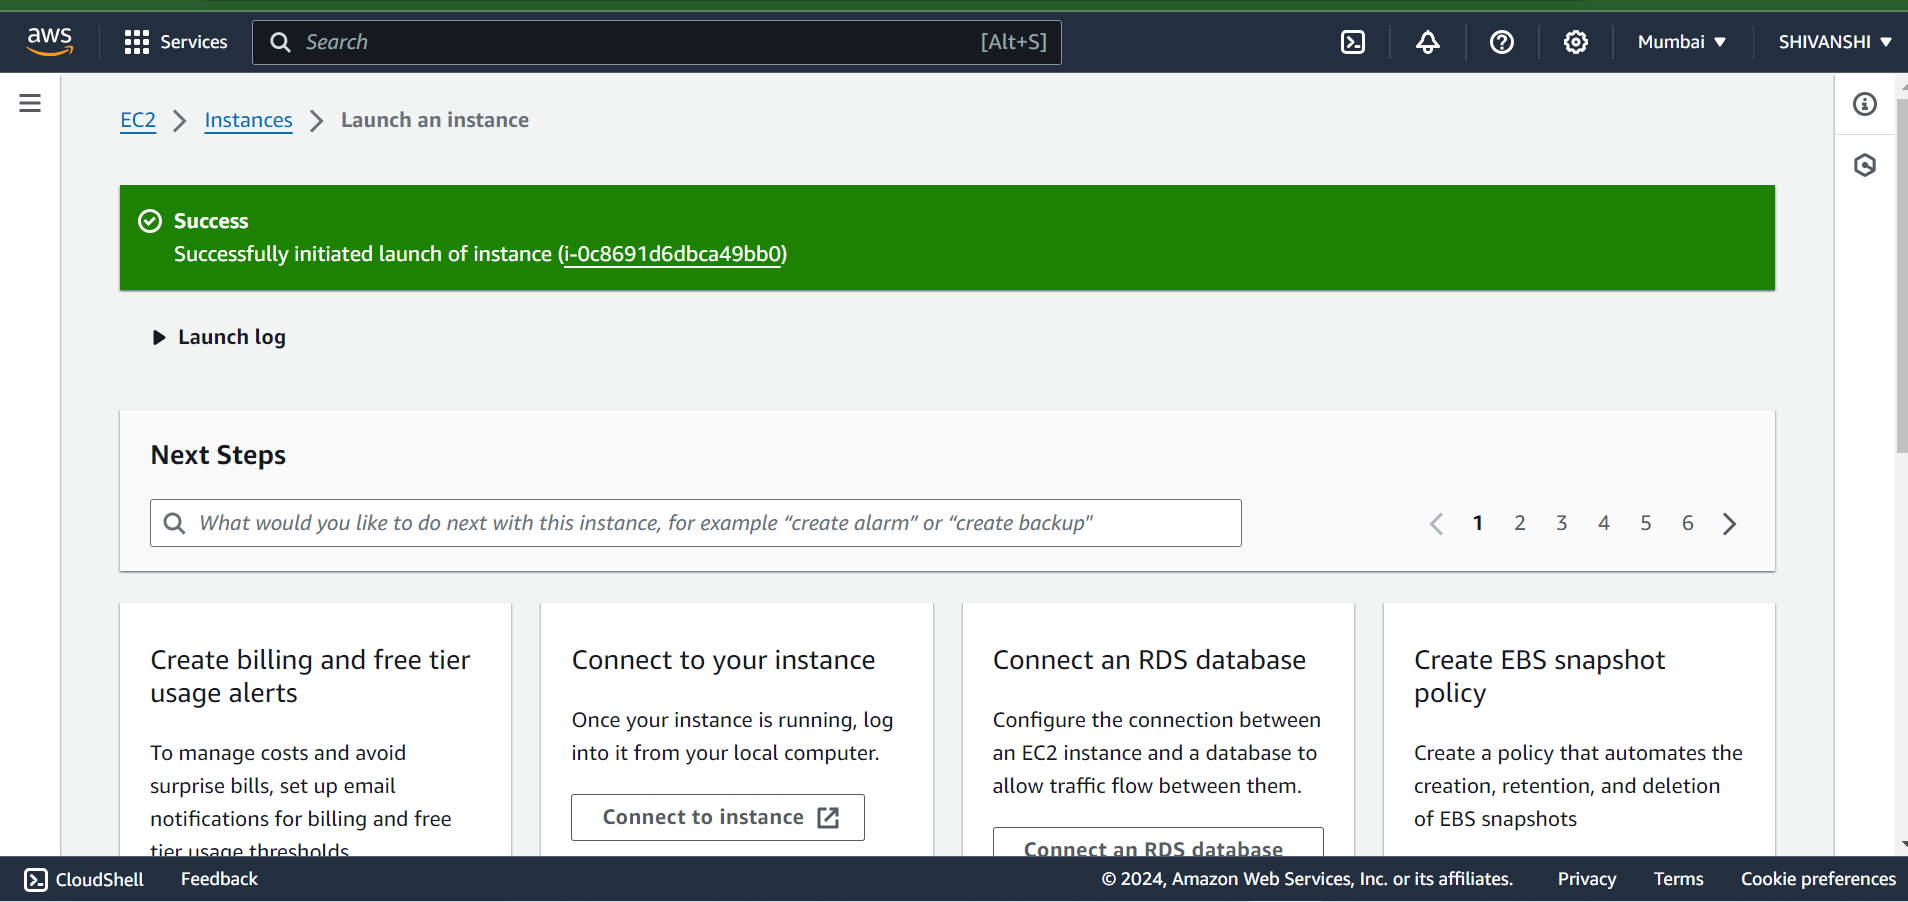 aws Services Search [Alt+S] Mumbai SHIVANSHI
EC2 Instances Launch an instance
Success
Successfully initiated launch of instance (i-0c8691d6dbca49bb0)
Launch log
Next Steps
What would you like to do next with this instance, for example “create alarm” or “create backup"
1 2 3 4 5 6
Create billing and free tier
usage alerts
To manage costs and avoid
surprise bills, set up email
notifications for billing and free
tier usage thresholds
Connect to your instance
Once your instance is running, log
into it from your local computer.
Connect to instance
Connect an RDS database
Configure the connection between
an EC2 instance and a database to
allow traffic flow between them.
Connect an RDS database
Create EBS snapshot
policy
Create a policy that automates the
creation, retention, and deletion
of EBS snapshots
CloudShell Feedback © 2024, Amazon Web Services, Inc. or its affiliates. Privacy Terms Cookie preferences